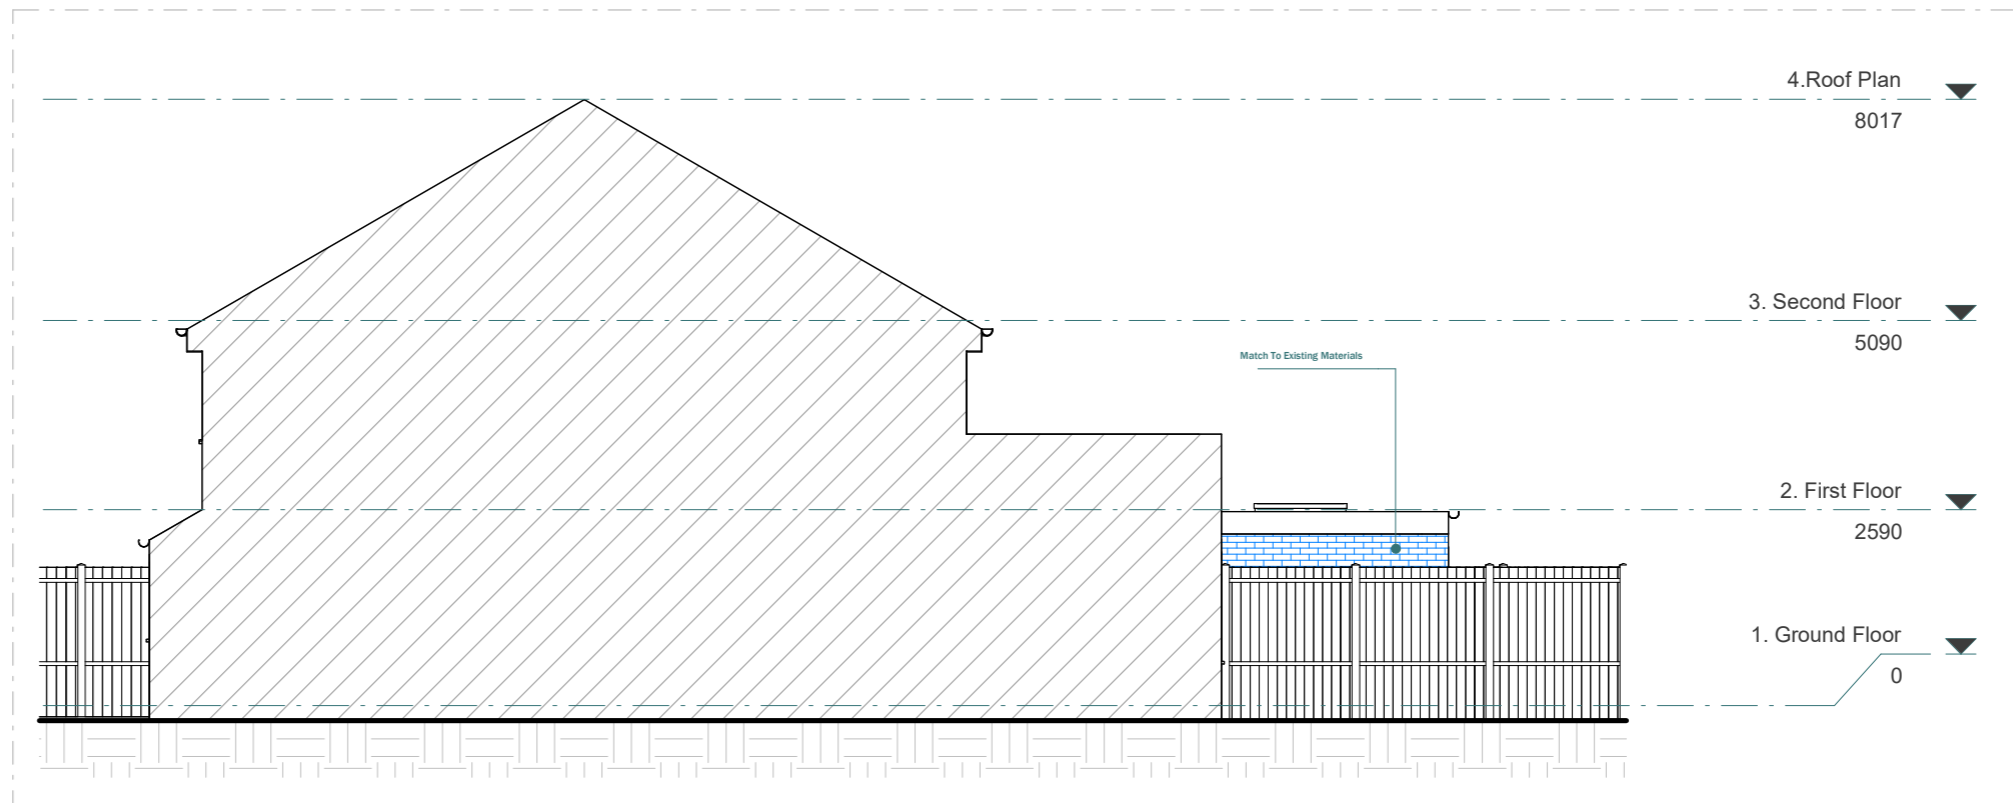 4.Roof Plan
8017
3. Second Floor
5090
Match To Existing Materials
2. First Floor
2590
1. Ground Floor
0